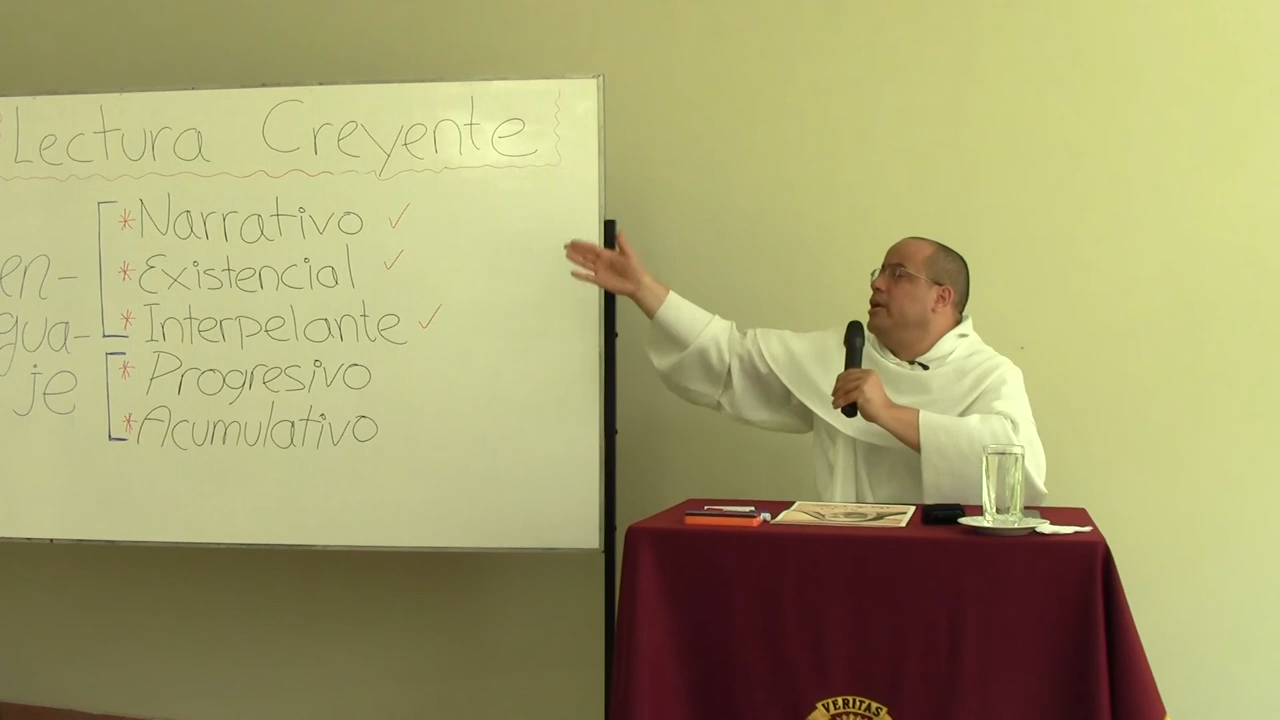 Lectura Creyente
en-
gua-
je
*Narrativo ✓
*Existencial ✓
* Interpelante ✓
* Progresivo
*Acumulativo
VERITAS